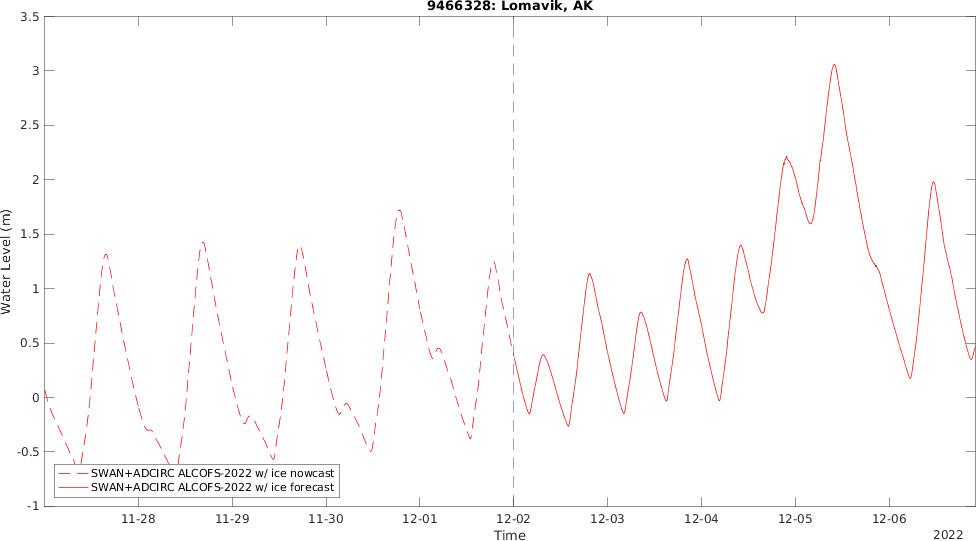 9466328: Lomavik, AK
Water Level (m)
3.5
3
2.5
2
1.5
1
0.5
0
-0.5
-1
SWAN+ADCIRC ALCOFS-2022 w/ ice nowcast
SWAN+ADCIRC ALCOFS-2022 w/ ice forecast
11-28 11-29 11-30 12-01 12-02 12-03 12-04 12-05 12-06
Time
2022